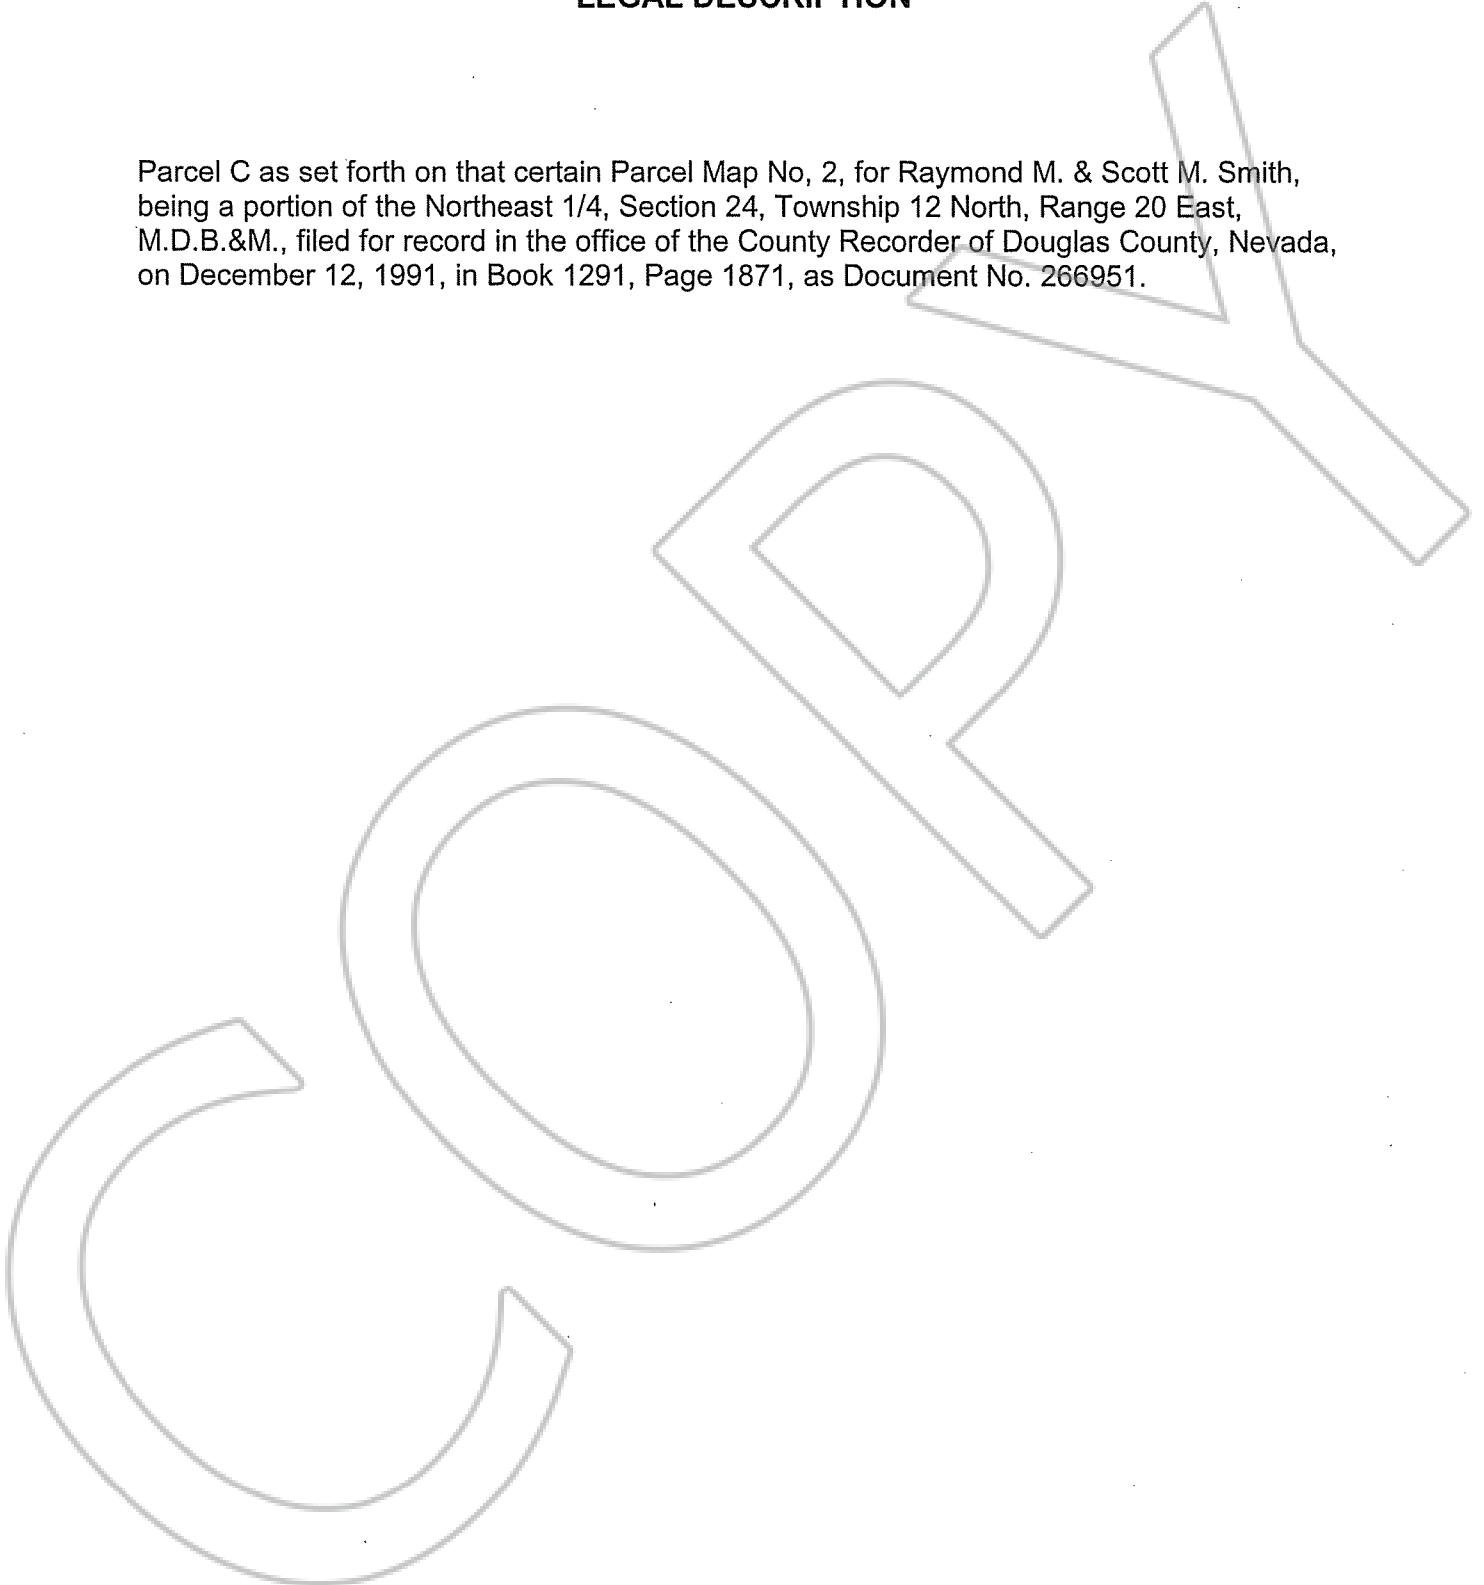 LEGAL DESCRIPTION
Parcel C as set forth on that certain Parcel Map No, 2, for Raymond M. & Scott M. Smith,
being a portion of the Northeast 1/4, Section 24, Township 12 North, Range 20 East,
M.D.B.&M., filed for record in the office of the County Recorder of Douglas County, Nevada,
on December 12, 1991, in Book 1291, Page 1871, as Document No. 266951.
COPY